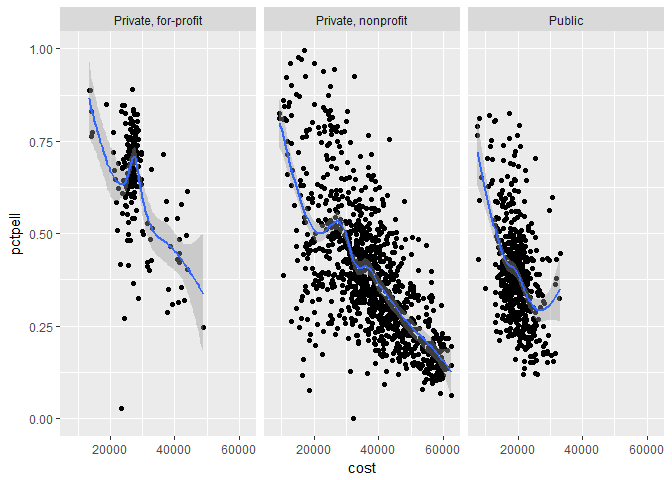 Private, for-profit Private, nonprofit Public
1.00
0.75
0.50
0.25
0.00
pctpell
20000 40000 60000 20000 40000 60000 20000 40000 60000
cost